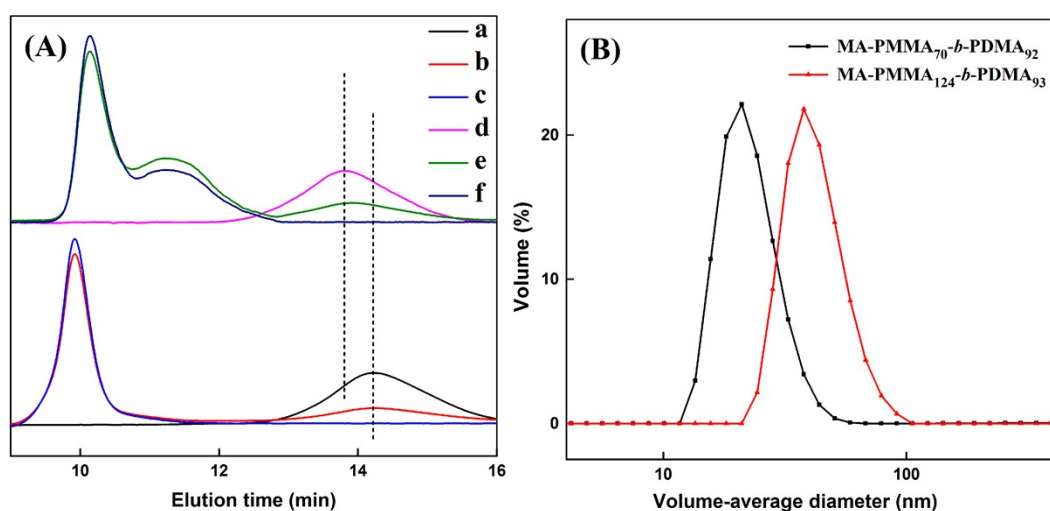 (A)
a
b
c
d
e
f
10
12
14
16
Elution time (min)
(B)
MA-PMMA70-b-PDMA92
MA-PMMA124-b-PDMA93
Volume (%)
20
10
0
10
100
Volume-average diameter (nm)